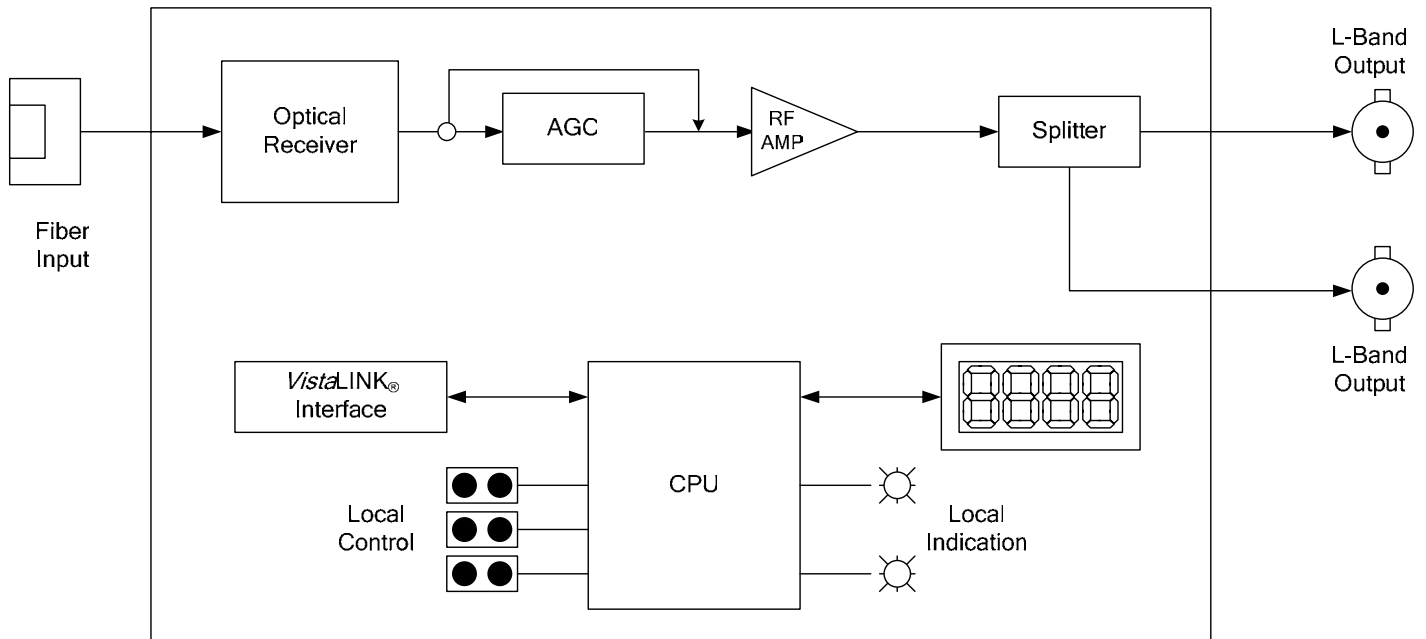 L-Band
Output
Optical
Receiver
AGC
RF
AMP
Splitter
Fiber
Input
L-Band
Output
VistaLINK®
Interface
CPU
Local
Control
Local
Indication